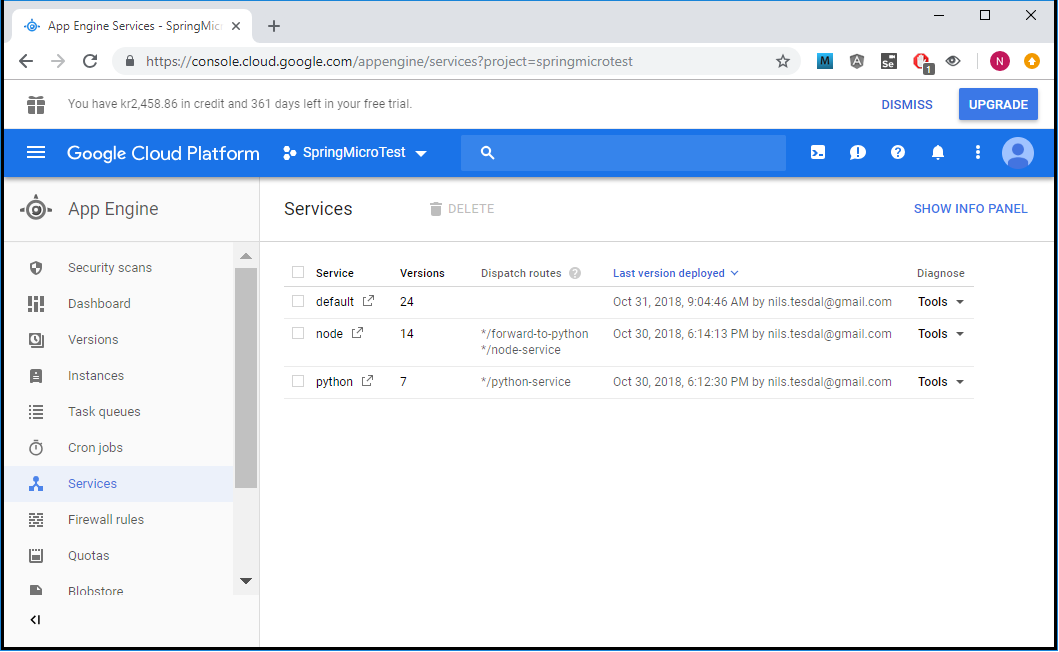 App Engine Services - SpringMic
https://console.cloud.google.com/appengine/services?project=springmicrotest
M A Se 1 N
You have kr2,458.86 in credit and 361 days left in your free trial.
DISMISS UPGRADE
Google Cloud Platform SpringMicroTest
App Engine
Services DELETE SHOW INFO PANEL
Security scans
Dashboard
Versions
Instances
Task queues
Cron jobs
Services
Firewall rules
Quotas
Blobstore
Service Versions Dispatch routes ? Last version deployed Diagnose
default 24 Oct 31, 2018, 9:04:46 AM by nils.tesdal@gmail.com Tools
node 14 */forward-to-python Oct 30, 2018, 6:14:13 PM by nils.tesdal@gmail.com Tools
*/node-service
python 7 */python-service Oct 30, 2018, 6:12:30 PM by nils.tesdal@gmail.com Tools